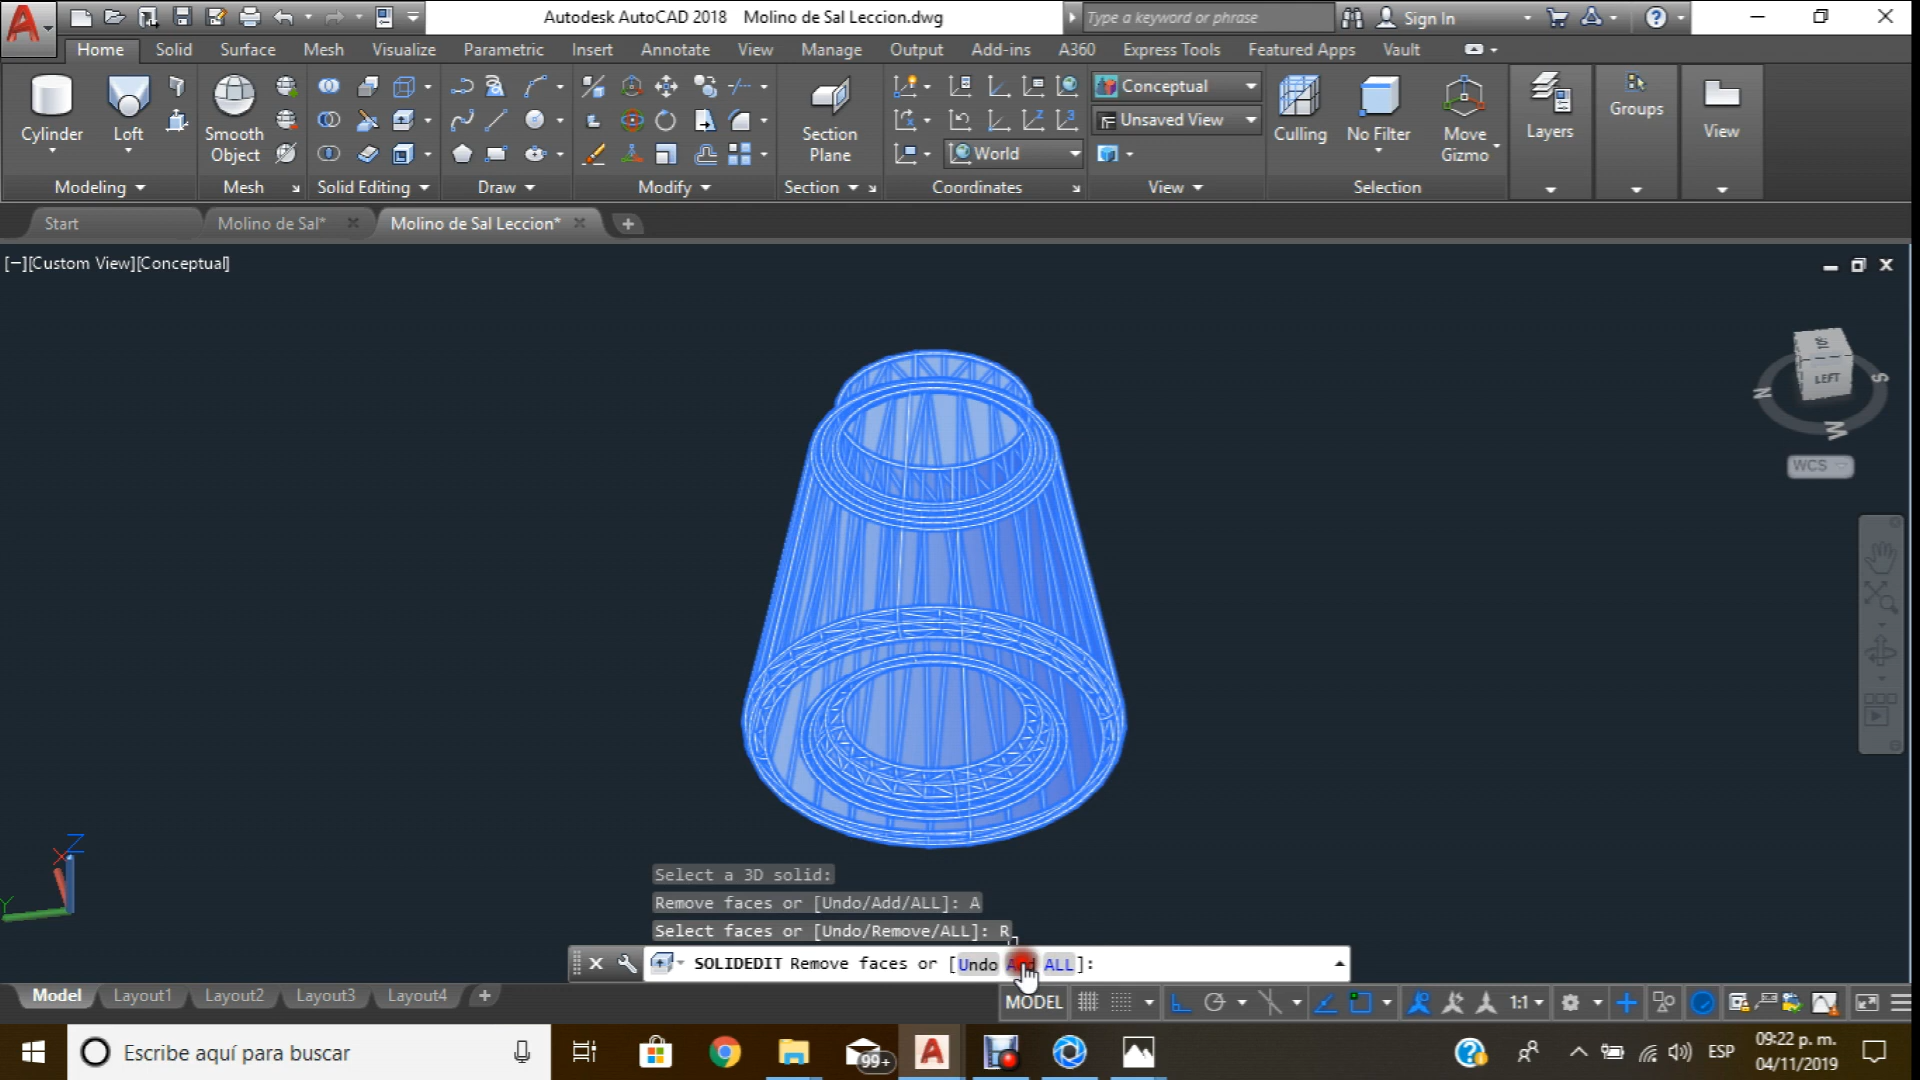 Autodesk AutoCAD 2018 Molino de Sal Leccion.dwg
Type a keyword or phrase
Sign In
Home Solid Surface Mesh Visualize Parametric Insert Annotate View Manage Output Add-ins A360 Express Tools Featured Apps Vault
Cylinder
Loft
Smooth Object
Section Plane
World
Conceptual
Unsaved View
Culling
No Filter
Move Gizmo
Layers
Groups
View
Modeling Mesh Solid Editing Draw Modify Section Coordinates View Selection
Start Molino de Sal* Molino de Sal Leccion*
[−][Custom View][Conceptual]
LEFT
N
S
W
WCS
Z
X
Y
Select a 3D solid:
Remove faces or [Undo/Add/ALL]: A
Select faces or [Undo/Remove/ALL]: R
SOLIDEDIT Remove faces or [Undo Add ALL]:
Model Layout1 Layout2 Layout3 Layout4
MODEL 1:1
Escribe aquí para buscar
99+
ESP
09:22 p. m.
04/11/2019